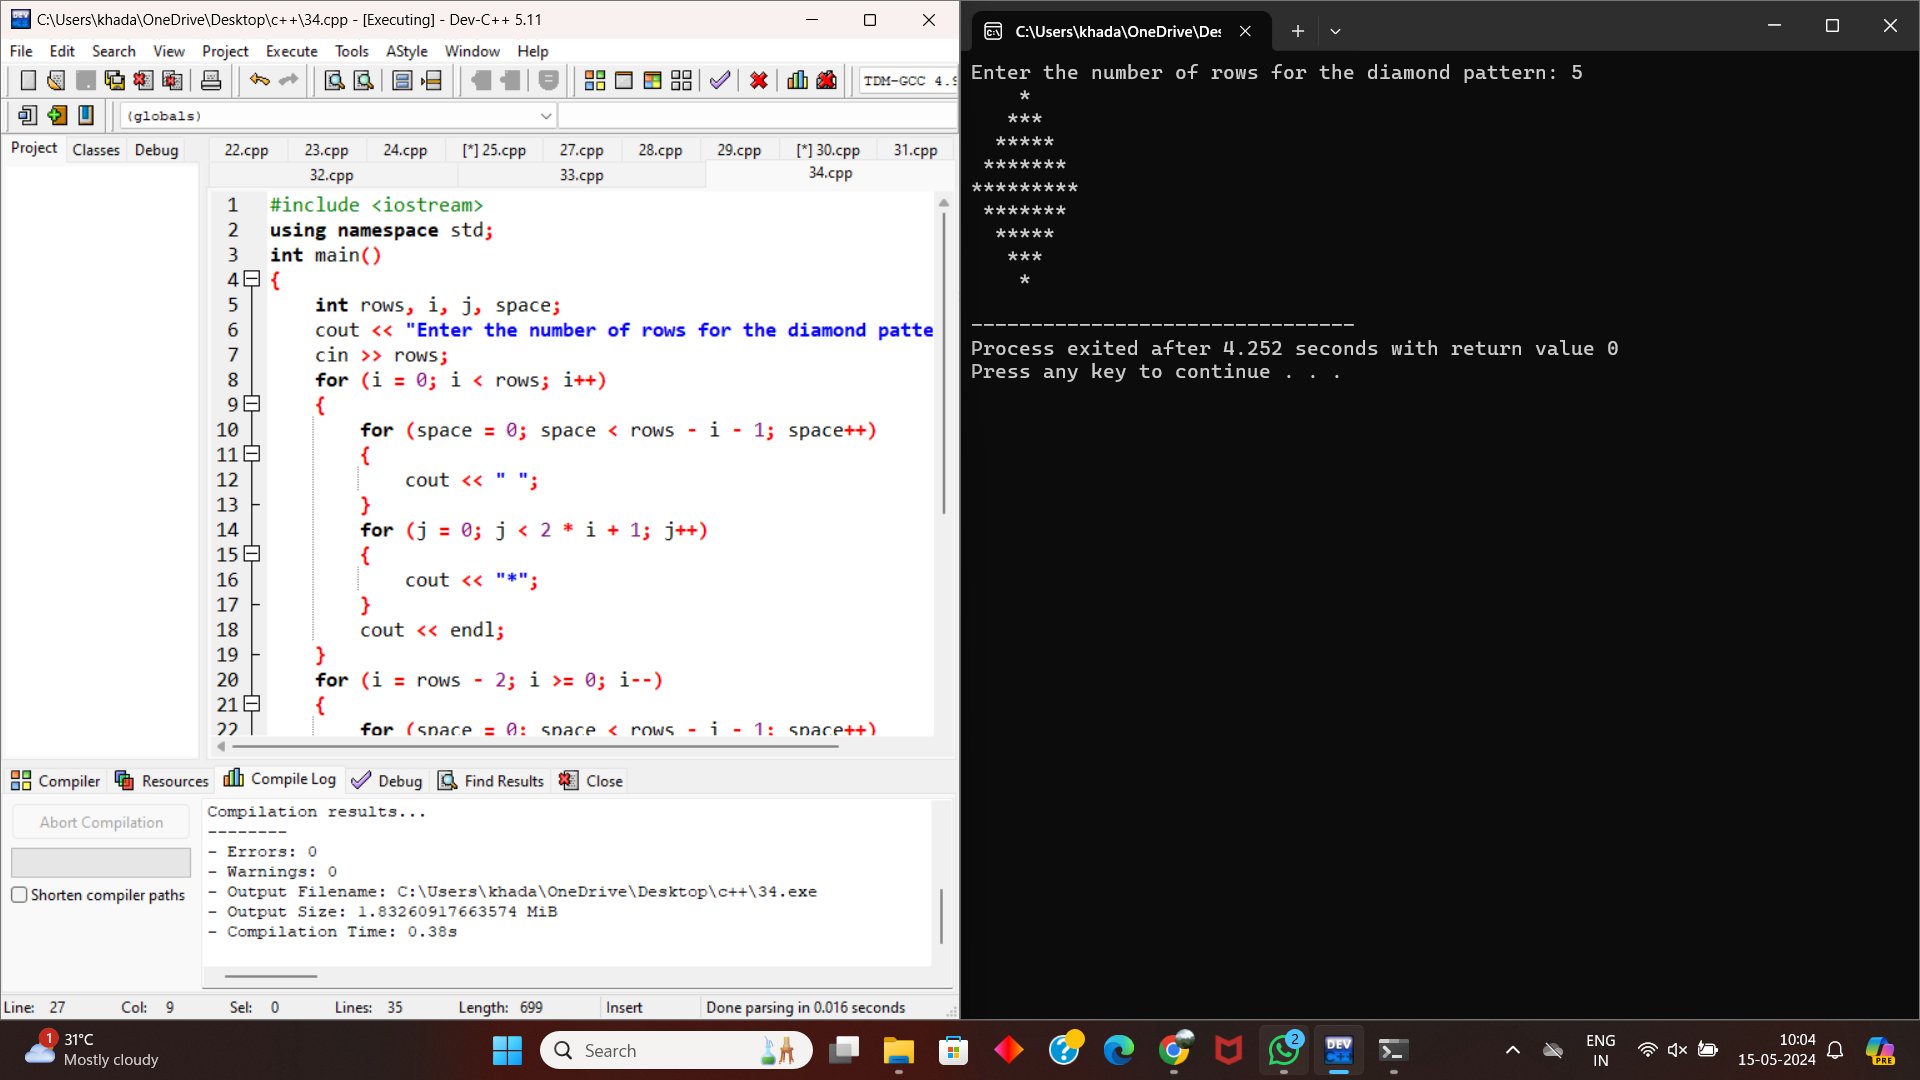 C:\Users\khada\OneDrive\Desktop\c++\34.cpp - [Executing] - Dev-C++ 5.11
File Edit Search View Project Execute Tools AStyle Window Help
TDM-GCC 4.9
(globals)
Project Classes Debug
22.cpp 23.cpp 24.cpp [*] 25.cpp 27.cpp 28.cpp 29.cpp [*] 30.cpp 31.cpp
32.cpp 33.cpp 34.cpp
1 #include <iostream>
2 using namespace std;
3 int main()
4 {
5 int rows, i, j, space;
6 cout << "Enter the number of rows for the diamond patte
7 cin >> rows;
8 for (i = 0; i < rows; i++)
9 {
10 for (space = 0; space < rows - i - 1; space++)
11 {
12 cout << " ";
13 }
14 for (j = 0; j < 2 * i + 1; j++)
15 {
16 cout << "*";
17 }
18 cout << endl;
19 }
20 for (i = rows - 2; i >= 0; i--)
21 {
22 for (space = 0; space < rows - i - 1; space++)
Compiler Resources Compile Log Debug Find Results Close
Abort Compilation
Shorten compiler paths
Compilation results...
--------
- Errors: 0
- Warnings: 0
- Output Filename: C:\Users\khada\OneDrive\Desktop\c++\34.exe
- Output Size: 1.83260917663574 MiB
- Compilation Time: 0.38s
Line: 27 Col: 9 Sel: 0 Lines: 35 Length: 699 Insert Done parsing in 0.016 seconds
C:\Users\khada\OneDrive\Des
Enter the number of rows for the diamond pattern: 5
    *
   ***
  *****
 *******
*********
 *******
  *****
   ***
    *
--------------------------------
Process exited after 4.252 seconds with return value 0
Press any key to continue . . .
1
31°C
Mostly cloudy
Search
2
DEV
C++
PRE
ENG
IN
10:04
15-05-2024